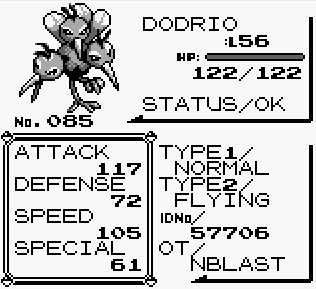 DODRIO
:L56
HP:
122/122
STATUS/OK
No. 085
ATTACK
117
DEFENSE
72
SPEED
105
SPECIAL
61
TYPE1/
NORMAL
TYPE2/
FLYING
IDNo/
57706
OT/
NBLAST